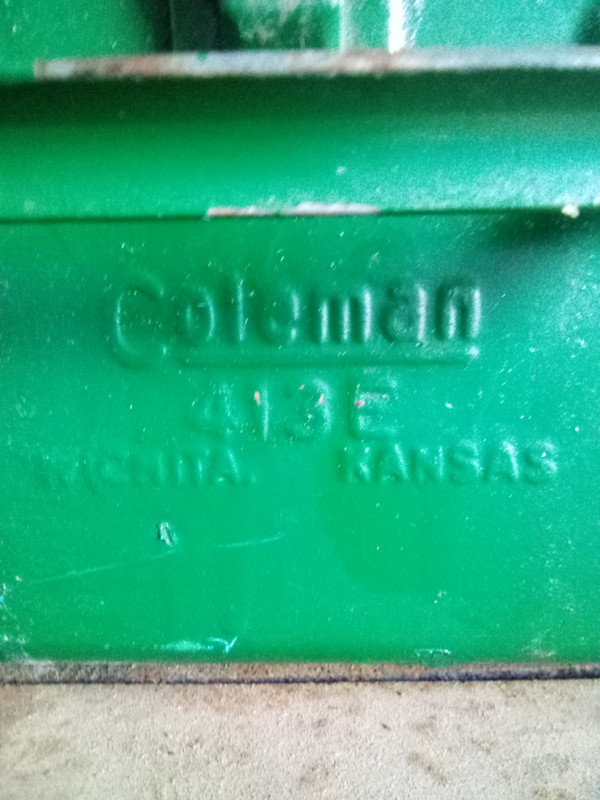 Coleman
413E
WICHITA, KANSAS